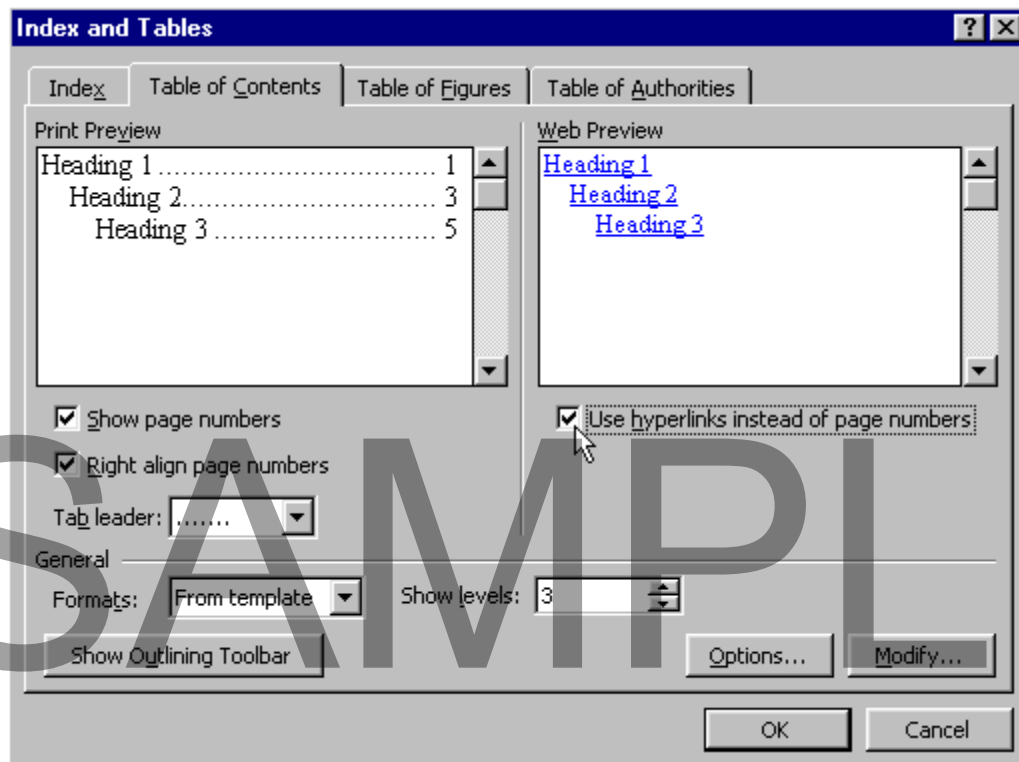 Index and Tables
Index Table of Contents Table of Figures Table of Authorities
Print Preview
Heading 1 ................................... 1
Heading 2................................ 3
Heading 3 ............................ 5
Web Preview
Heading 1
Heading 2
Heading 3
Show page numbers
Use hyperlinks instead of page numbers
Right align page numbers
Tab leader: .......
General
Formats: From template Show levels: 3
Show Outlining Toolbar Options... Modify...
OK Cancel
SAMPL